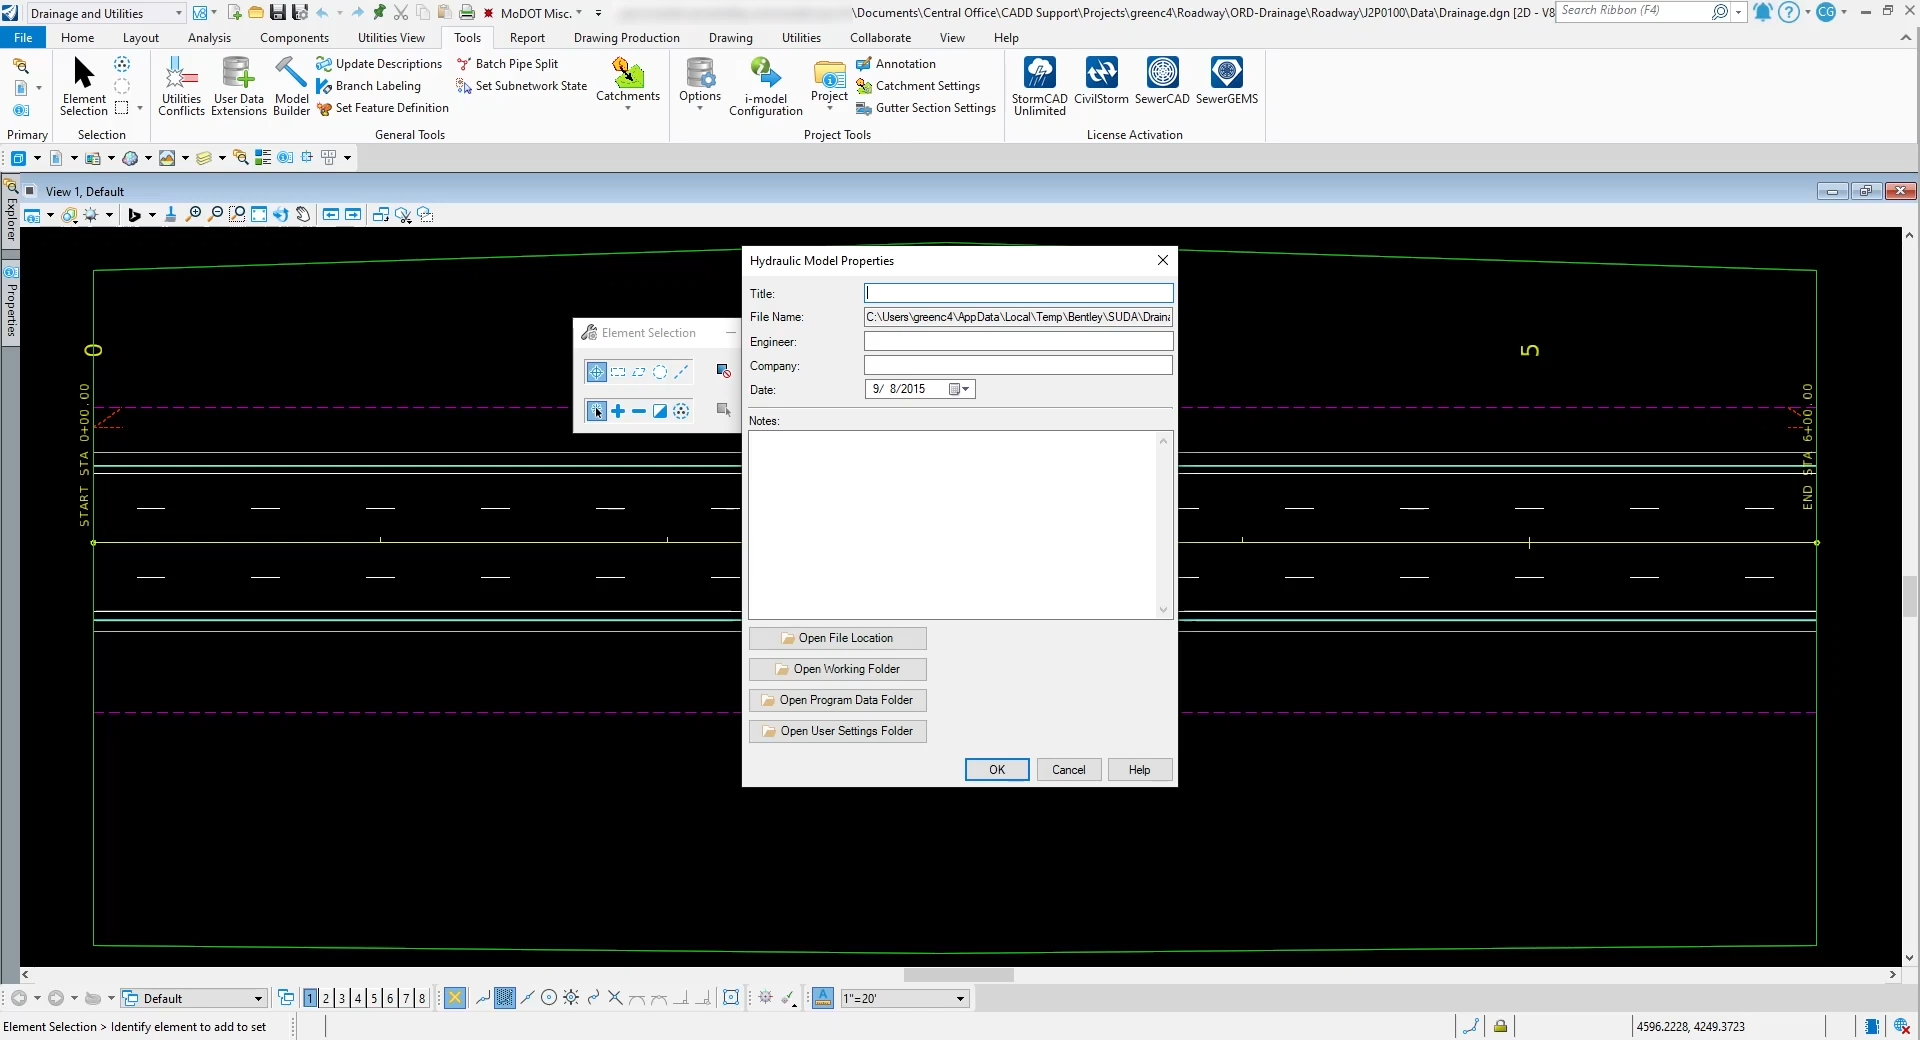 Drainage and Utilities
MoDOT Misc.
\Documents\Central Office\CADD Support\Projects\greenc4\Roadway\ORD-Drainage\Roadway\J2P0100\Data\Drainage.dgn [2D - V8
Search Ribbon (F4)
CG
File Home Layout Analysis Components Utilities View Tools Report Drawing Production Drawing Utilities Collaborate View Help
Element Selection
Utilities Conflicts
User Data Extensions
Model Builder
Update Descriptions
Branch Labeling
Set Feature Definition
Batch Pipe Split
Set Subnetwork State
Catchments
Options
i-model Configuration
Project
Annotation
Catchment Settings
Gutter Section Settings
StormCAD Unlimited
CivilStorm
SewerCAD
SewerGEMS
Primary Selection General Tools Project Tools License Activation
Explorer
Properties
View 1, Default
Hydraulic Model Properties
Title:
File Name: C:\Users\greenc4\AppData\Local\Temp\Bentley\SUDA\Draina
Engineer:
Company:
Date: 9/ 8/2015
Notes:
Open File Location
Open Working Folder
Open Program Data Folder
Open User Settings Folder
OK Cancel Help
Element Selection
0
5
START STA 0+00.00
END STA 6+00.00
Default
1 2 3 4 5 6 7 8
1"=20'
Element Selection > Identify element to add to set
4596.2228, 4249.3723